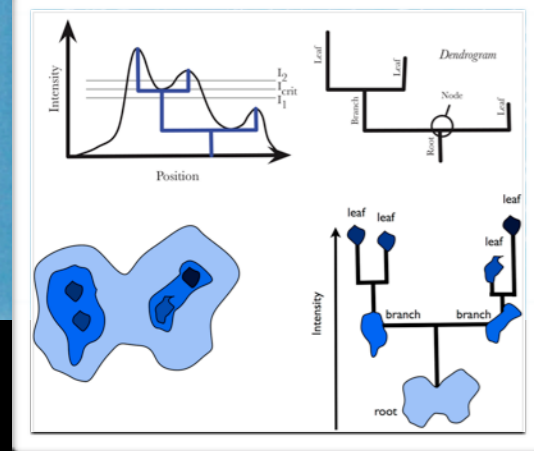 Intensity
I2
Icrit
I1
Position
Leaf
Leaf
Dendrogram
Node
Branch
Root
Leaf
leaf
leaf
leaf
leaf
Intensity
branch
branch
root